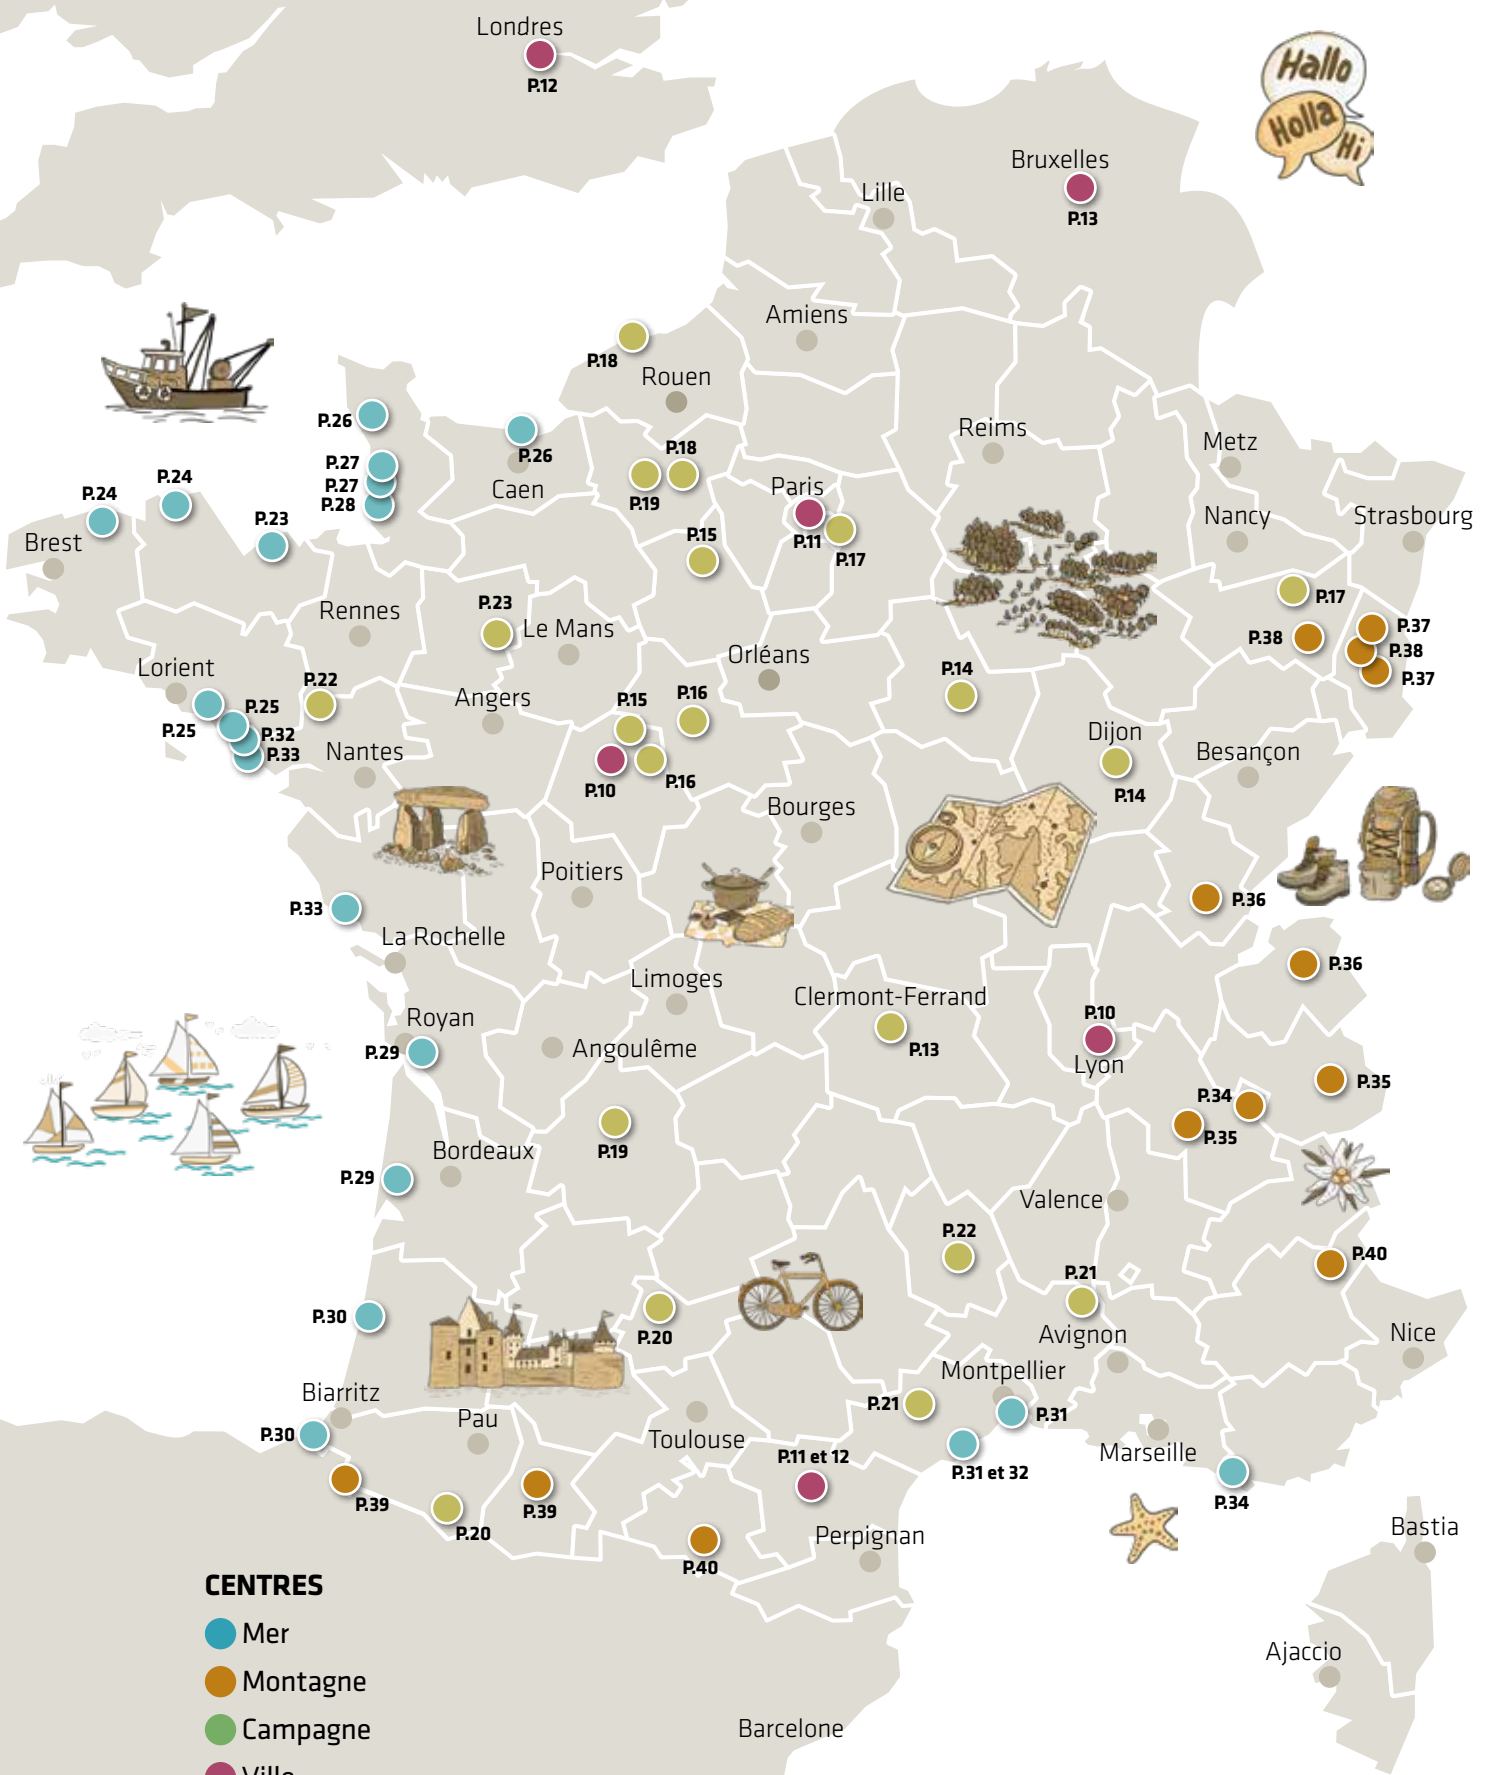 Londres
P.12
Hallo
Holla
Hi
Bruxelles
P.13
Lille
Amiens
P.18
Rouen
P.26
P.26
Caen
P.18
P.19
Reims
Metz
P.27
P.27
P.28
P.24
P.24
P.23
Brest
Paris
P.11
P.17
Nancy
Strasbourg
P.15
P.17
Rennes
P.23
Le Mans
P.38
P.37
P.38
P.37
Lorient
P.22
Orléans
P.14
P.25
P.25
P.32
P.33
Angers
P.15
P.16
Nantes
P.10
P.16
Dijon
P.14
Besançon
Bourges
Poitiers
P.33
P.36
La Rochelle
P.36
Limoges
Clermont-Ferrand
P.13
P.10
Lyon
Royan
P.29
Angoulême
P.35
P.34
P.35
P.19
Bordeaux
P.29
Valence
P.22
P.40
P.21
Avignon
P.30
P.20
Nice
Montpellier
Biarritz
P.21
P.31
P.30
Pau
Toulouse
P.11 et 12
P.31 et 32
Marseille
P.34
P.39
P.20
P.39
P.40
Perpignan
Bastia
Ajaccio
Barcelone
CENTRES
Mer
Montagne
Campagne
Ville